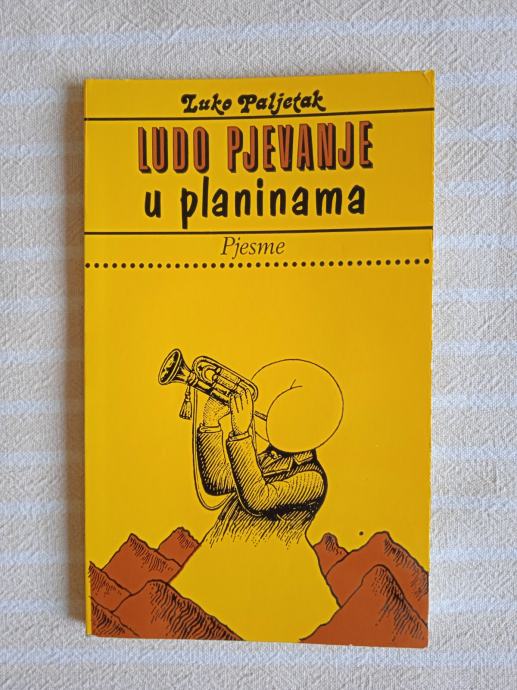 Luko Paljetak
LUDO PJEVANJE
u planinama
Pjesme